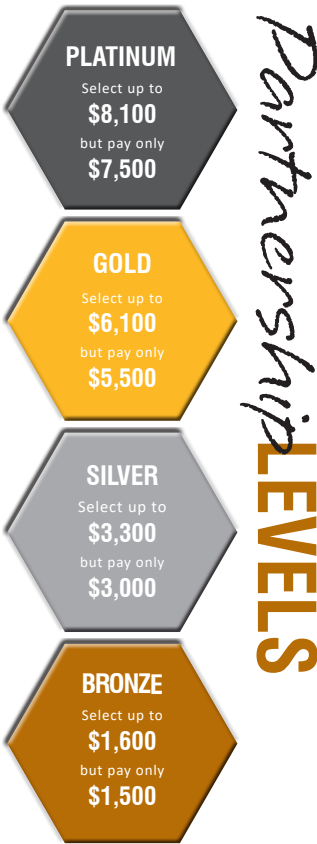 PLATINUM
Select up to
$8,100
but pay only
$7,500
GOLD
Select up to
$6,100
but pay only
$5,500
SILVER
Select up to
$3,300
but pay only
$3,000
BRONZE
Select up to
$1,600
but pay only
$1,500
Partnership
LEVELS